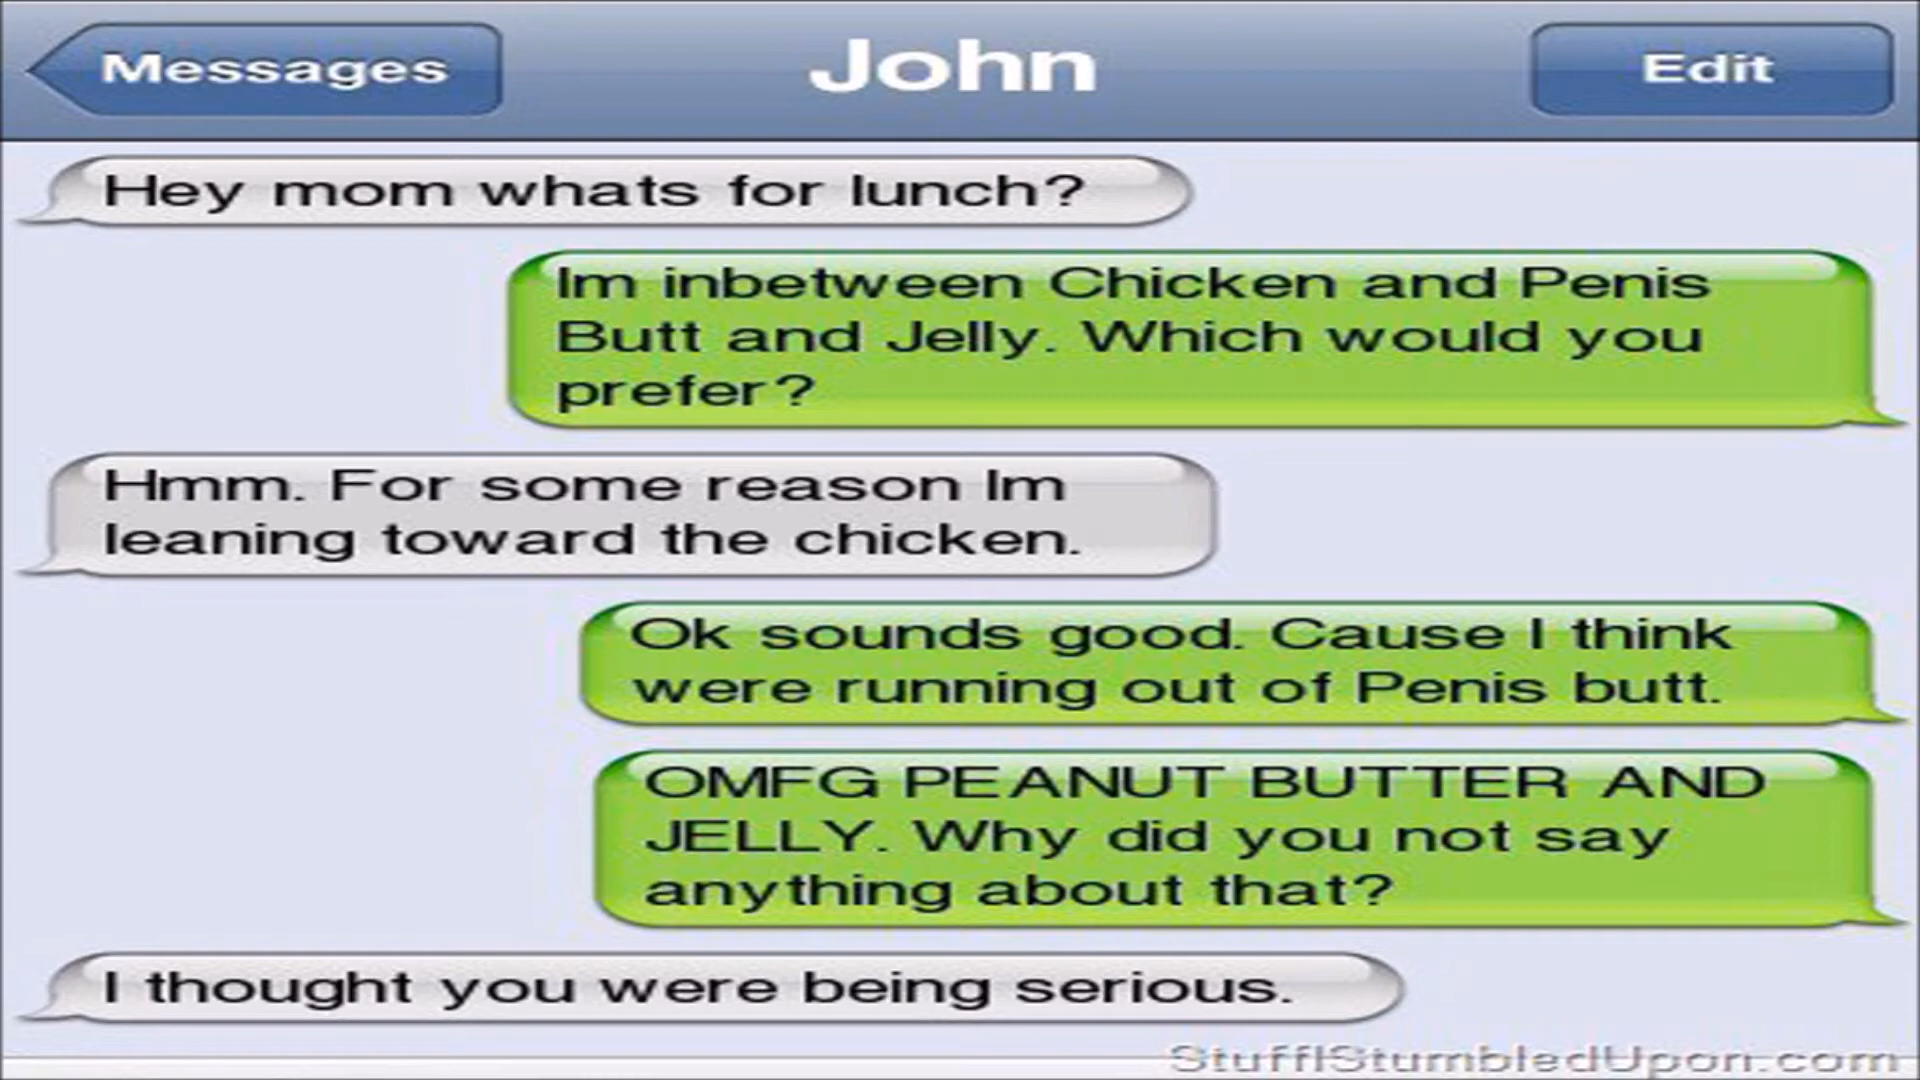 Messages
John
Edit
Hey mom whats for lunch?
Im inbetween Chicken and Penis
Butt and Jelly. Which would you
prefer?
Hmm. For some reason Im
leaning toward the chicken.
Ok sounds good. Cause I think
were running out of Penis butt.
OMFG PEANUT BUTTER AND
JELLY. Why did you not say
anything about that?
I thought you were being serious.
StuffIStumbledUpon.com